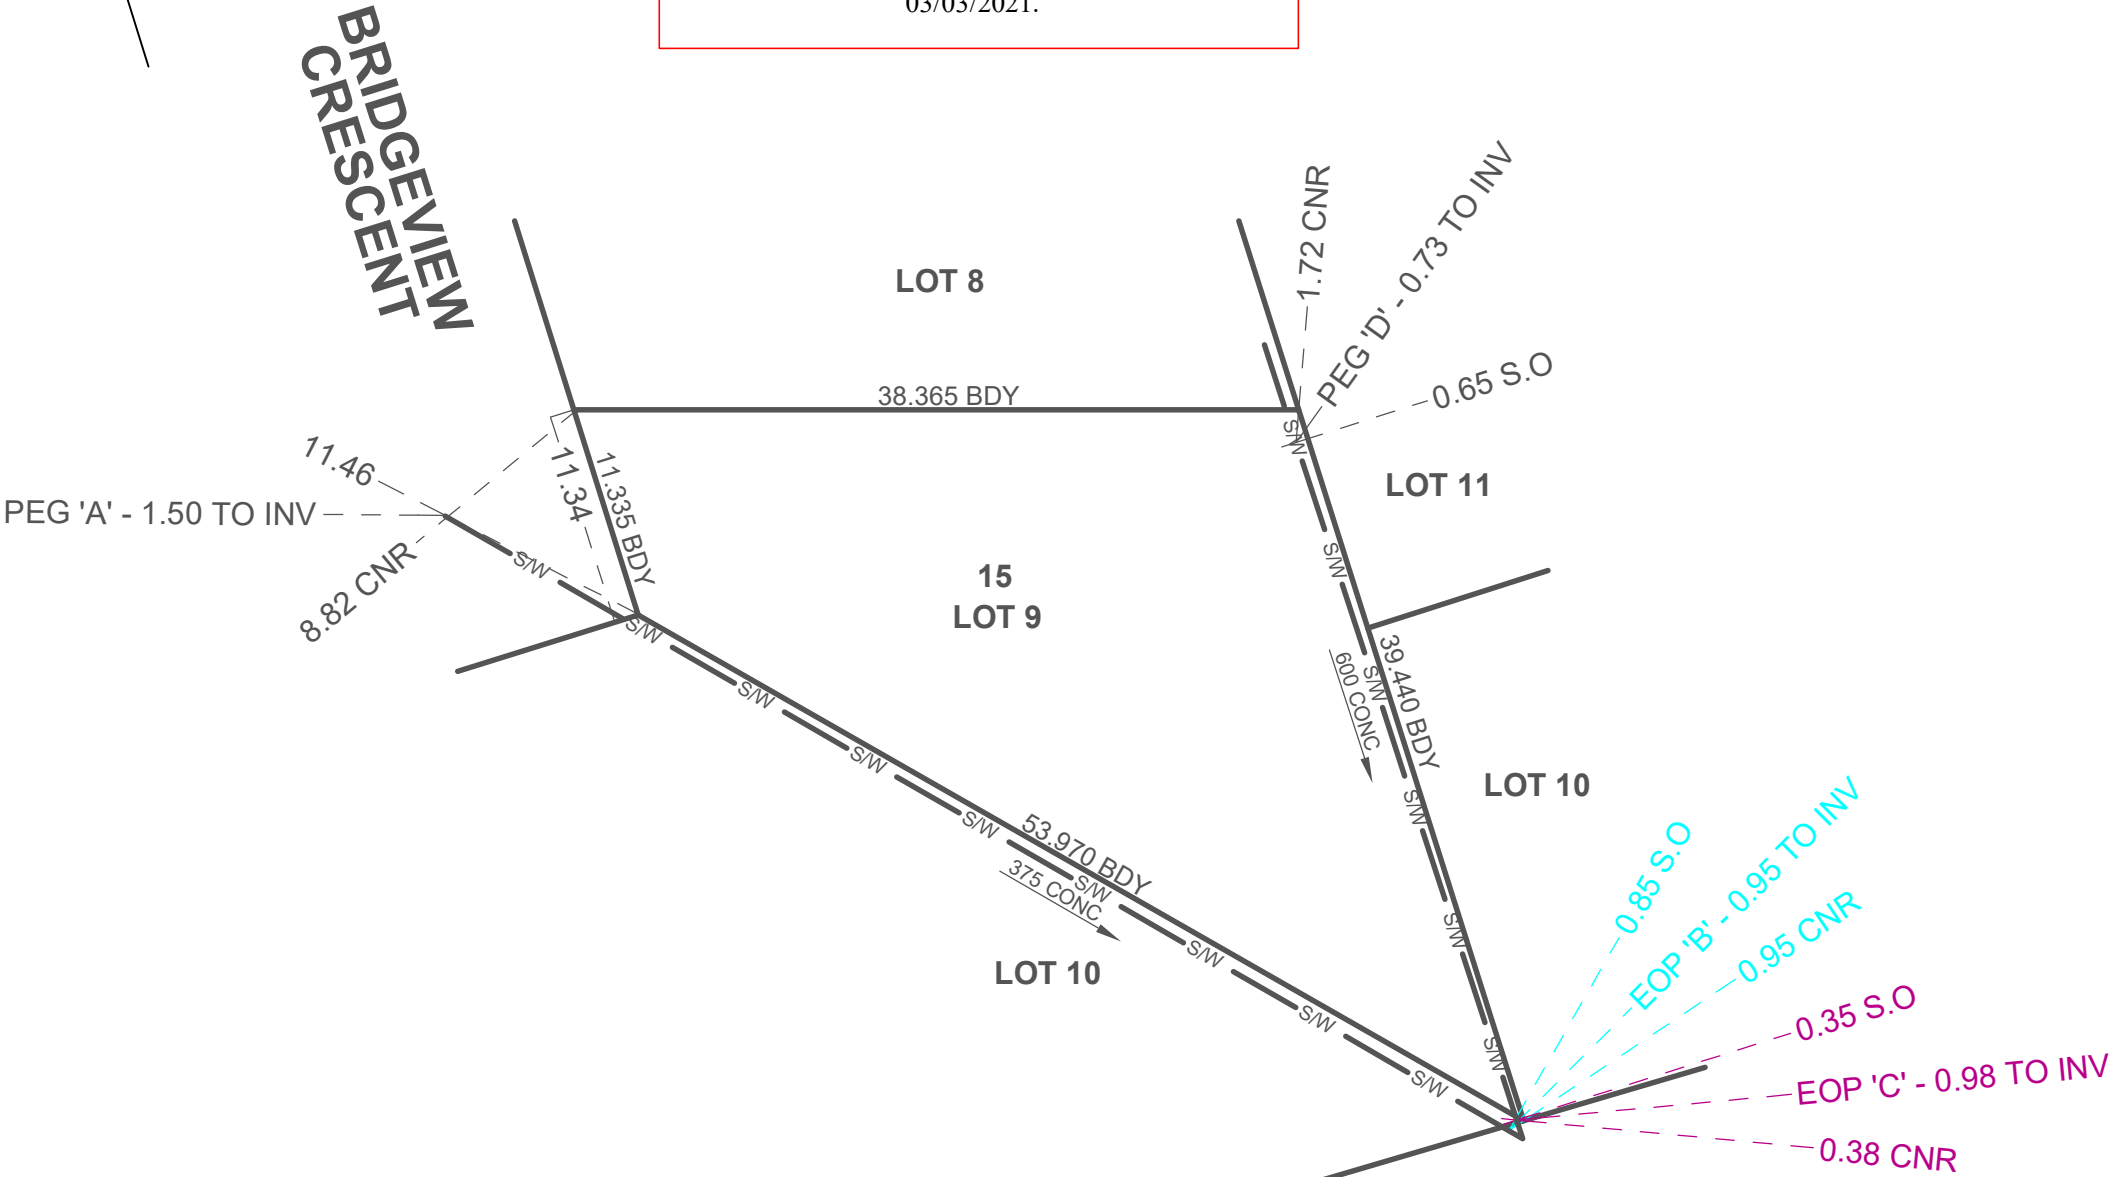 03/03/2021.
BRIDGEVIEW
CRESCENT
LOT 8
1.72 CNR
PEG 'D' - 0.73 TO INV
0.65 S.O
38.365 BDY
11.46
PEG 'A' - 1.50 TO INV
8.82 CNR
11.34
11.335 BDY
S/W
S/W
LOT 11
15
LOT 9
S/W
S/W
S/W
600 CONC
39.440 BDY
S/W
S/W
S/W
S/W
LOT 10
S/W
S/W
53.970 BDY
375 CONC
S/W
S/W
S/W
S/W
S/W
LOT 10
0.85 S.O
EOP 'B' - 0.95 TO INV
0.95 CNR
0.35 S.O
EOP 'C' - 0.98 TO INV
0.38 CNR